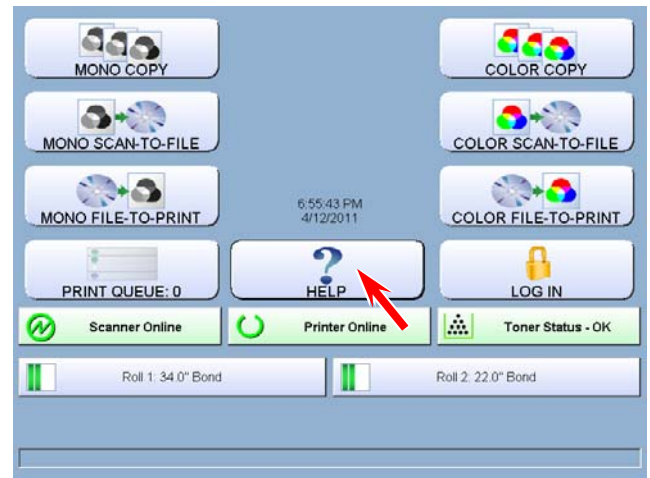 MONO COPY
COLOR COPY
MONO SCAN-TO-FILE
COLOR SCAN-TO-FILE
MONO FILE-TO-PRINT
6:55:43 PM
4/12/2011
COLOR FILE-TO-PRINT
PRINT QUEUE: 0
HELP
LOG IN
Scanner Online
Printer Online
Toner Status - OK
Roll 1: 34.0" Bond
Roll 2: 22.0" Bond